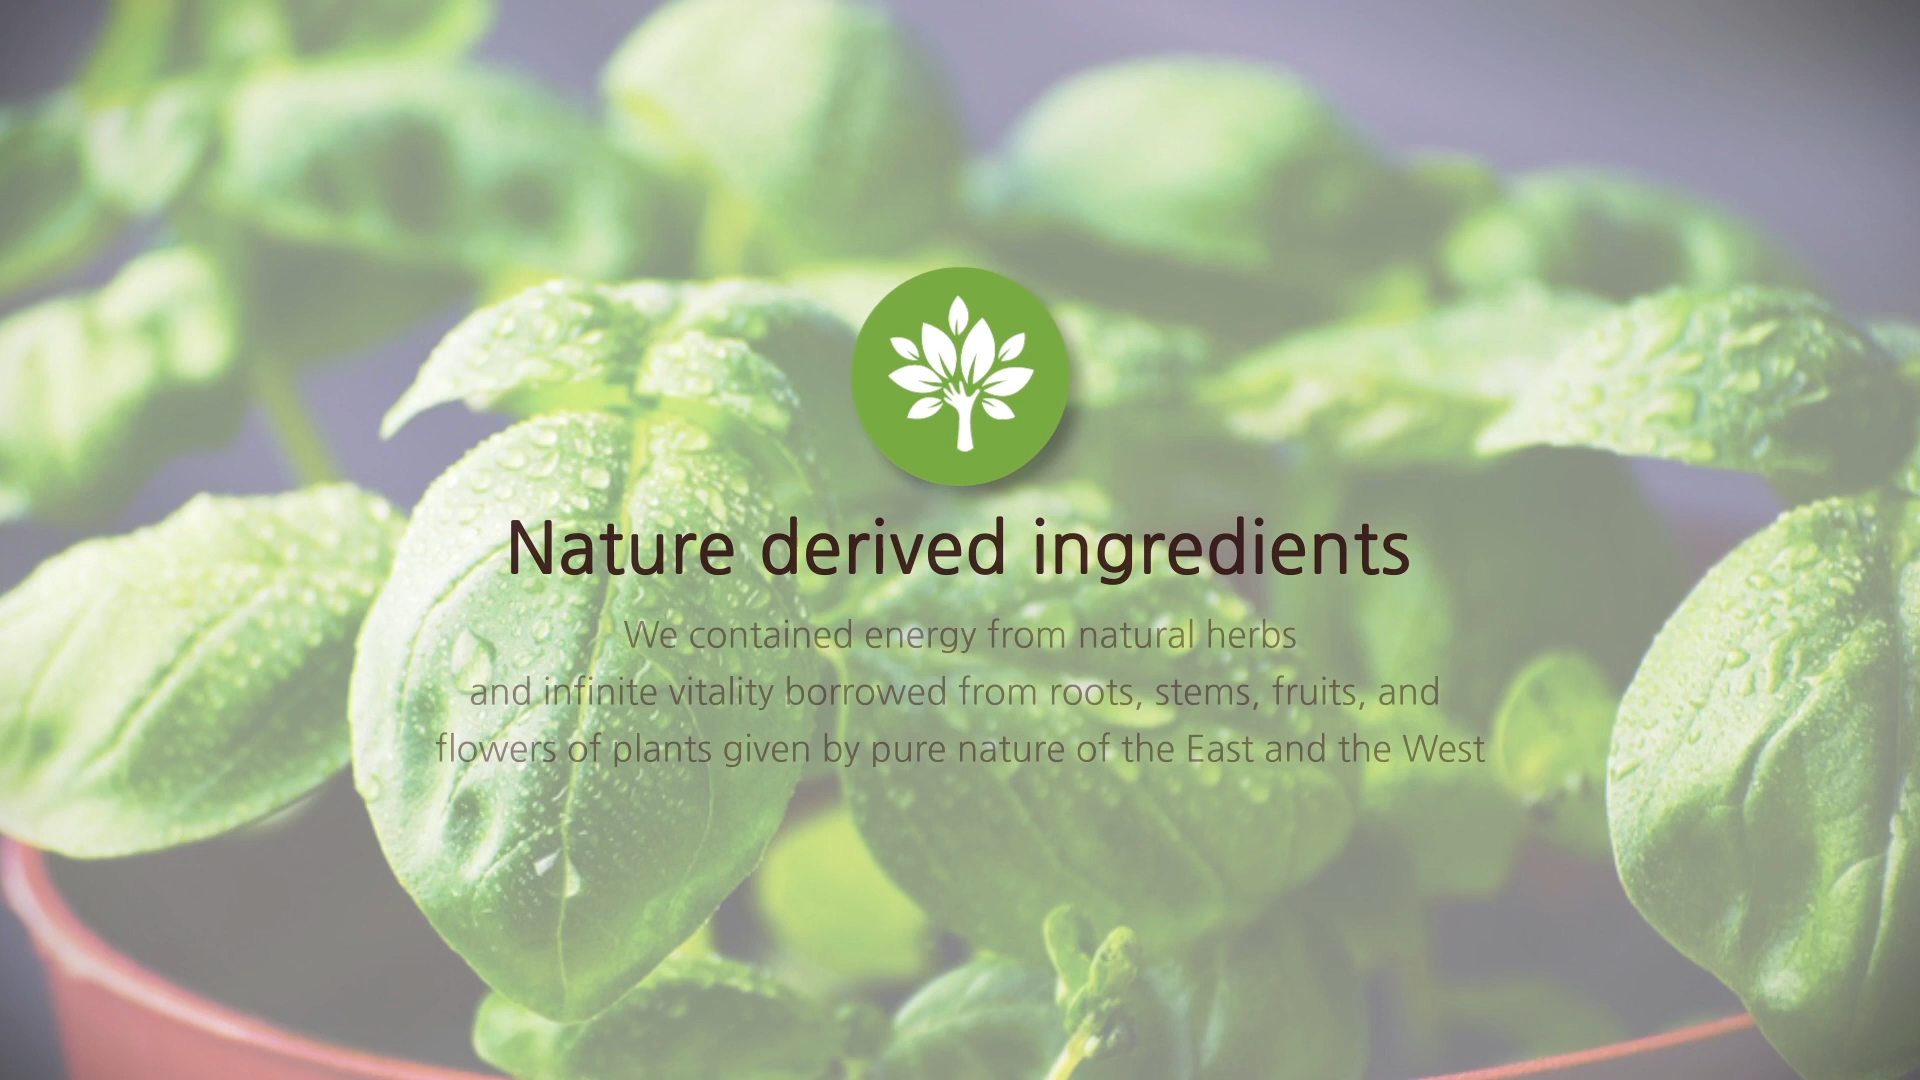 Nature derived ingredients
We contained energy from natural herbs
and infinite vitality borrowed from roots, stems, fruits, and
flowers of plants given by pure nature of the East and the West